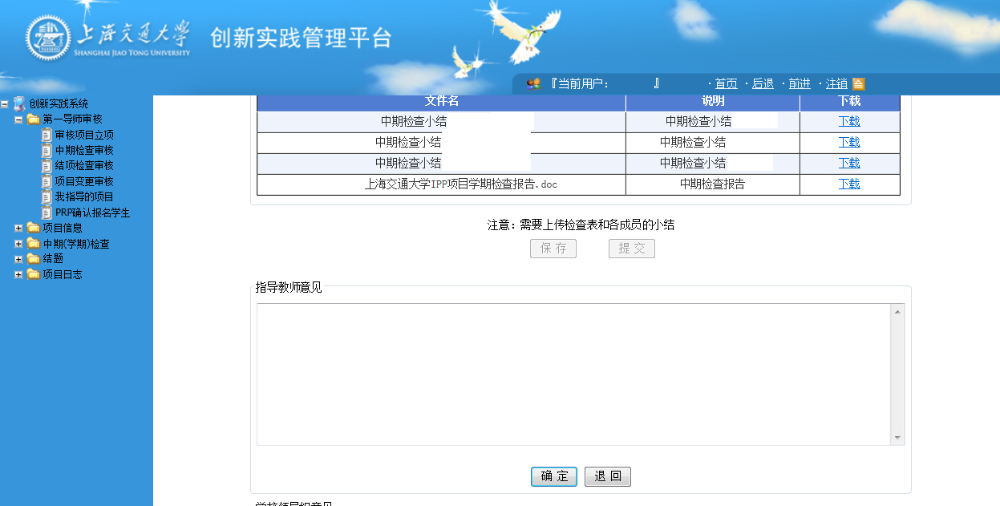 上海交通大学
SHANGHAI JIAO TONG UNIVERSITY
创新实践管理平台
『当前用户： 』 ·首页 ·后退 ·前进 ·注销
创新实践系统
第一导师审核
审核项目立项
中期检查审核
结项检查审核
项目变更审核
我指导的项目
PRP确认报名学生
项目信息
中期(学期)检查
结题
项目日志
文件名 说明 下载
中期检查小结 中期检查小结 下载
中期检查小结 中期检查小结 下载
中期检查小结 中期检查小结 下载
上海交通大学IPP项目学期检查报告.doc 中期检查报告 下载
注意：需要上传检查表和各成员的小结
保 存 提 交
指导教师意见
确 定 退 回
学校领导组意见